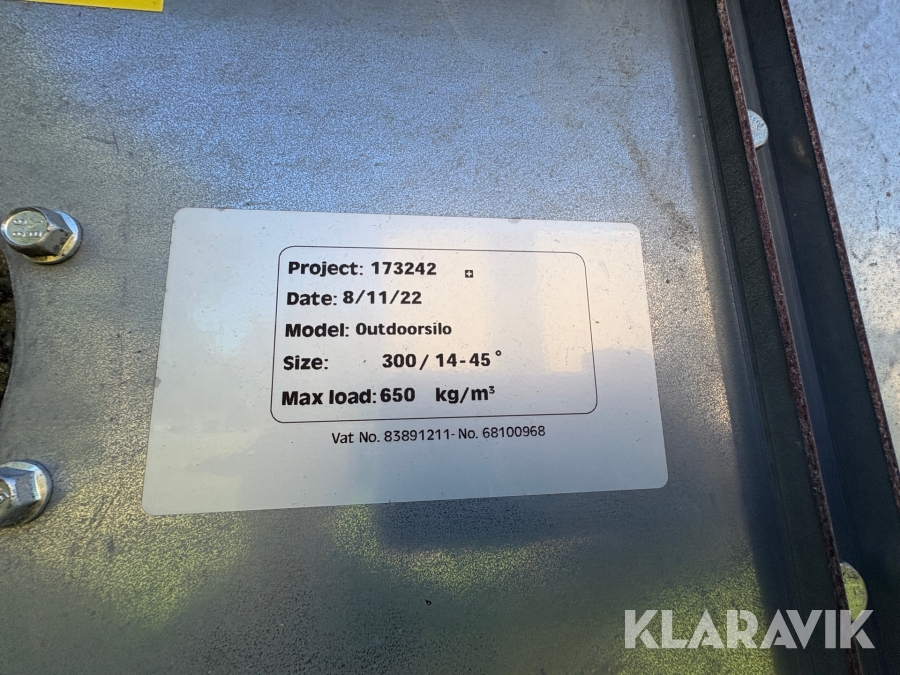 Project: 173242
Date: 8/11/22
Model: Outdoorsilo
Size: 300 / 14-45°
Max load: 650 kg/m³
Vat No. 83891211- No. 68100968
KLARAVIK